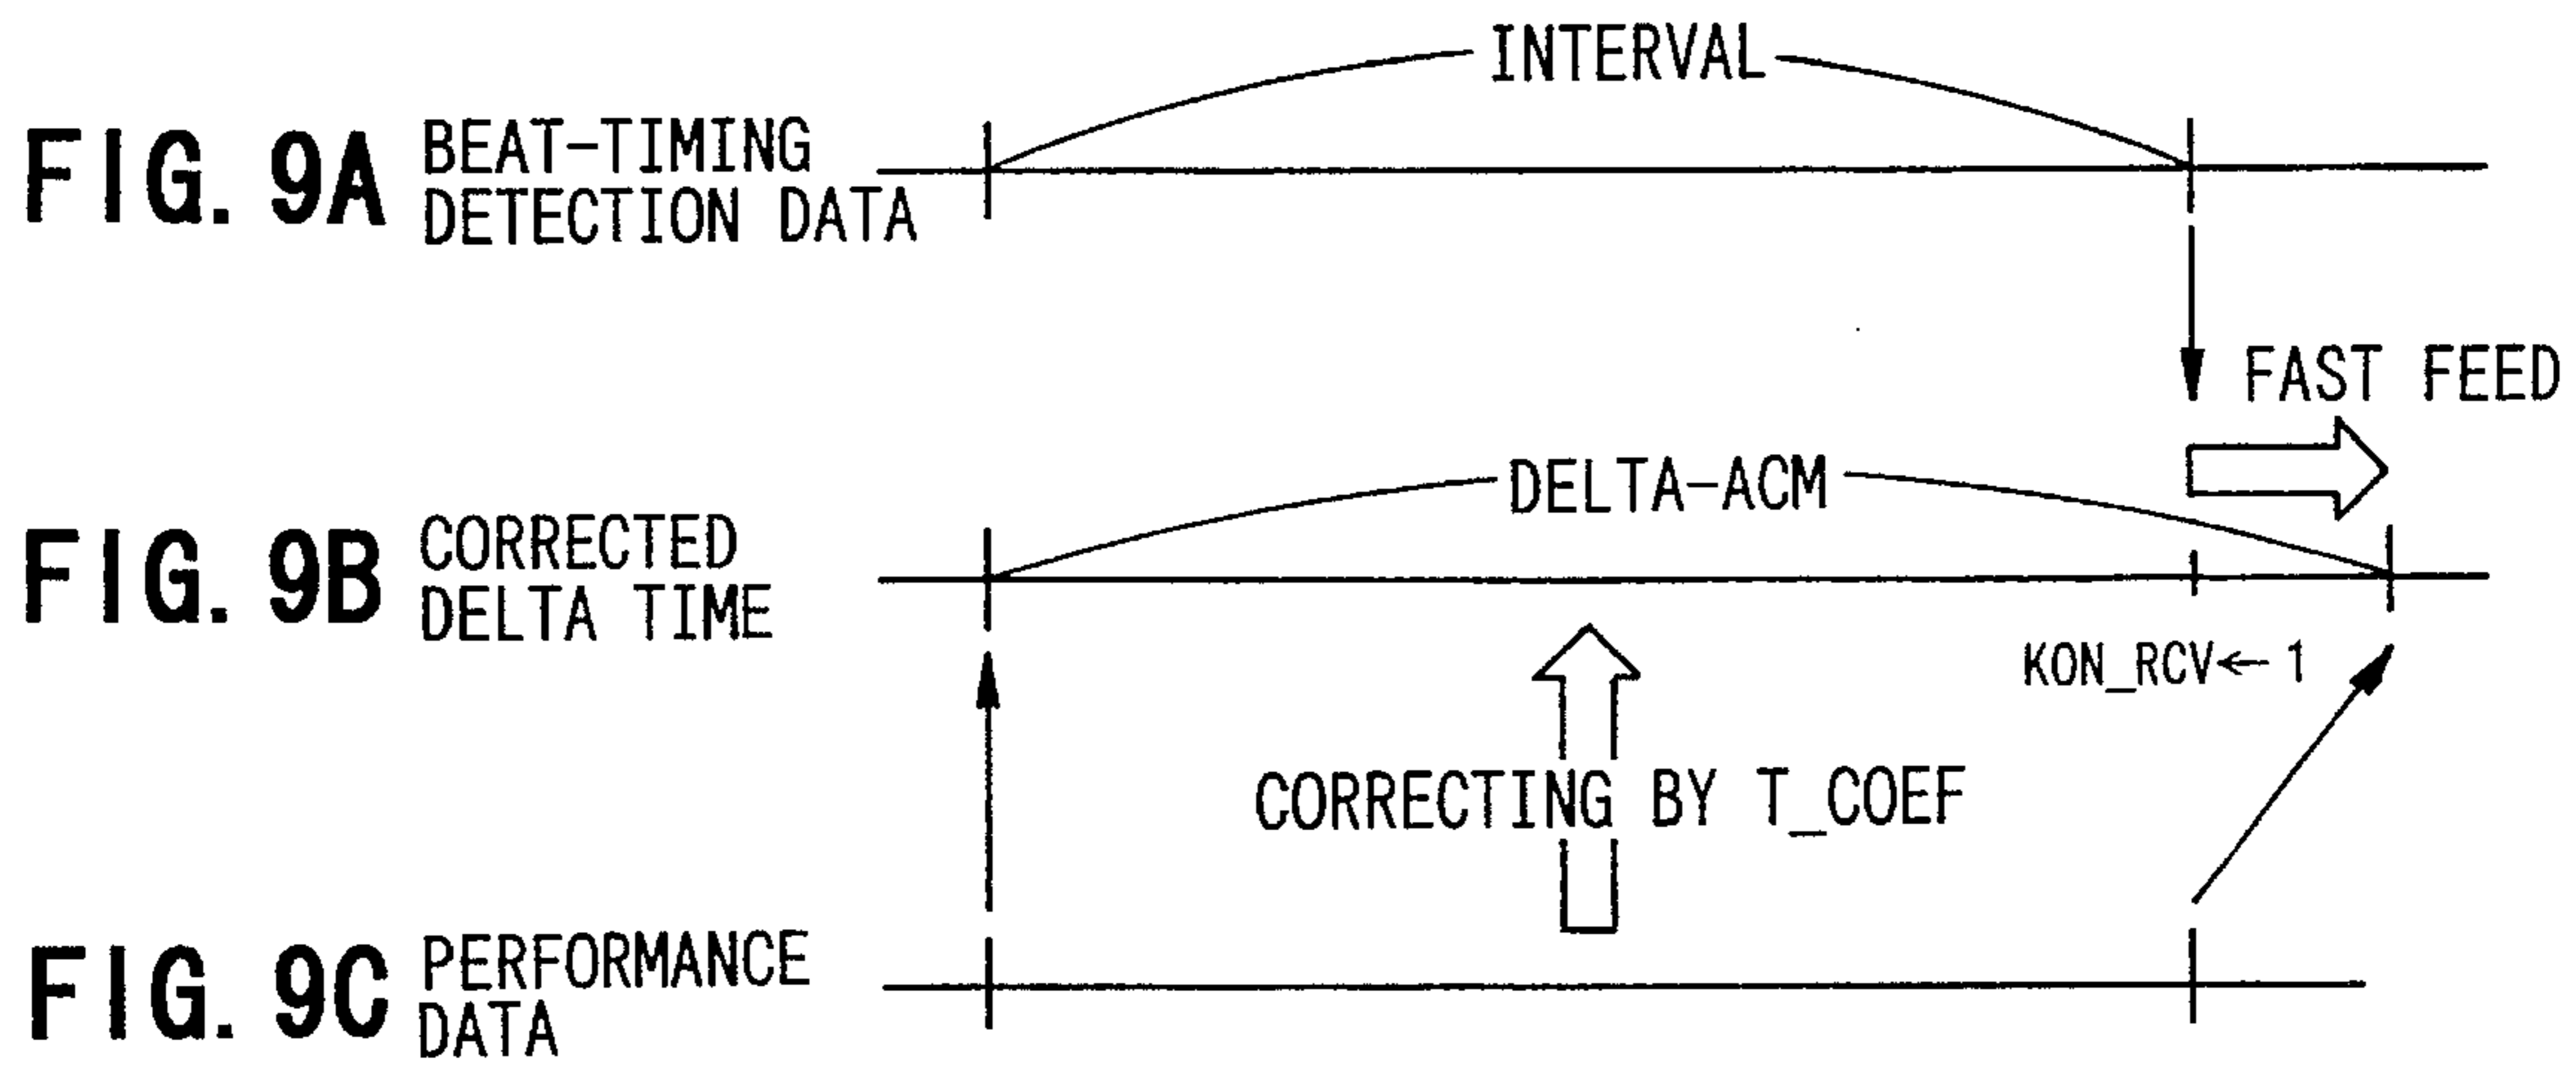 INTERVAL
FIG. 9A BEAT-TIMING
DETECTION DATA
FAST FEED
DELTA-ACM
FIG. 9B CORRECTED
DELTA TIME
KON_RCV← 1
CORRECTING BY T_COEF
FIG. 9C PERFORMANCE
DATA